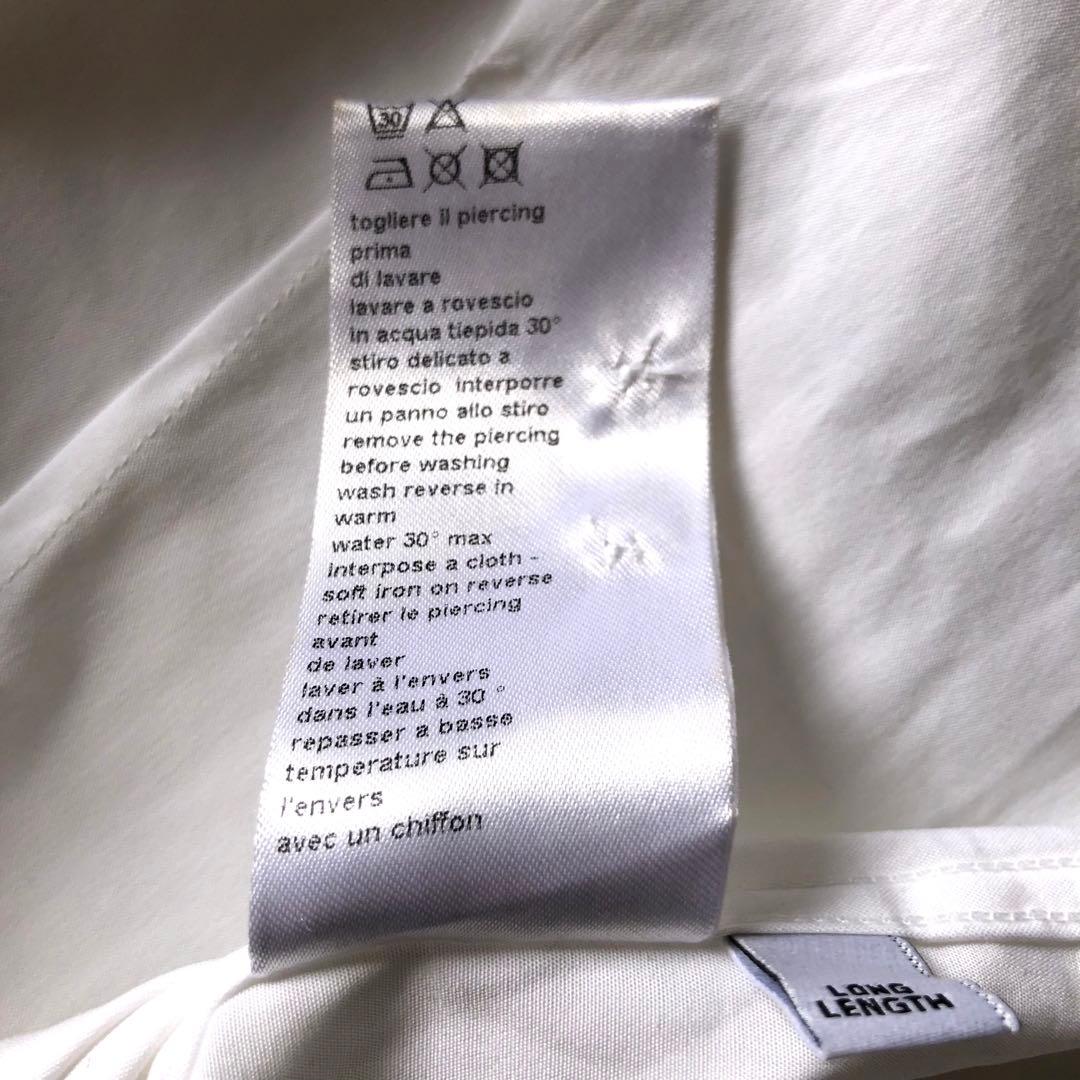 30
togliere il piercing
prima
di lavare
lavare a rovescio
in acqua tiepida 30°
stiro delicato a
rovescio interporre
un panno allo stiro
remove the piercing
before washing
wash reverse in
warm
water 30° max
interpose a cloth -
soft iron on reverse
retirer le piercing
avant
de laver
laver à l'envers
dans l'eau à 30 °
repasser a basse
temperature sur
l'envers
avec un chiffon
LONG
LENGTH